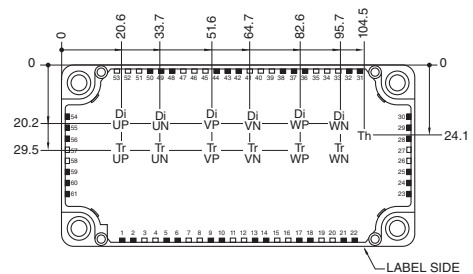 0 20.6 33.7 51.6 64.7 82.6 95.7 104.5
0 0
53 52 51 50 49 48 47 46 45 44 43 42 41 40 39 38 37 36 35 34 33 32 31
20.2
29.5
24.1
54
55
56
57
58
59
60
61
30
29
28
27
26
25
24
23
Di UP
Di UN
Di VP
Di VN
Di WP
Di WN
Th
Tr UP
Tr UN
Tr VP
Tr VN
Tr WP
Tr WN
1 2 3 4 5 6 7 8 9 10 11 12 13 14 15 16 17 18 19 20 21 22
LABEL SIDE